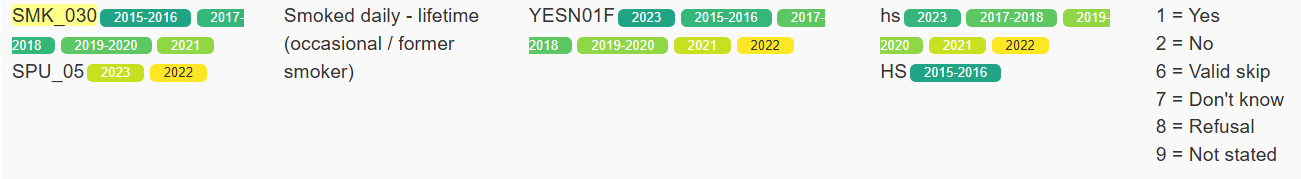 SMK_030 2015-2016 2017-
2018 2019-2020 2021
SPU_05 2023 2022
Smoked daily - lifetime
(occasional / former
smoker)
YESN01F 2023 2015-2016 2017-
2018 2019-2020 2021 2022
hs 2023 2017-2018 2019-
2020 2021 2022
HS 2015-2016
1 = Yes
2 = No
6 = Valid skip
7 = Don't know
8 = Refusal
9 = Not stated